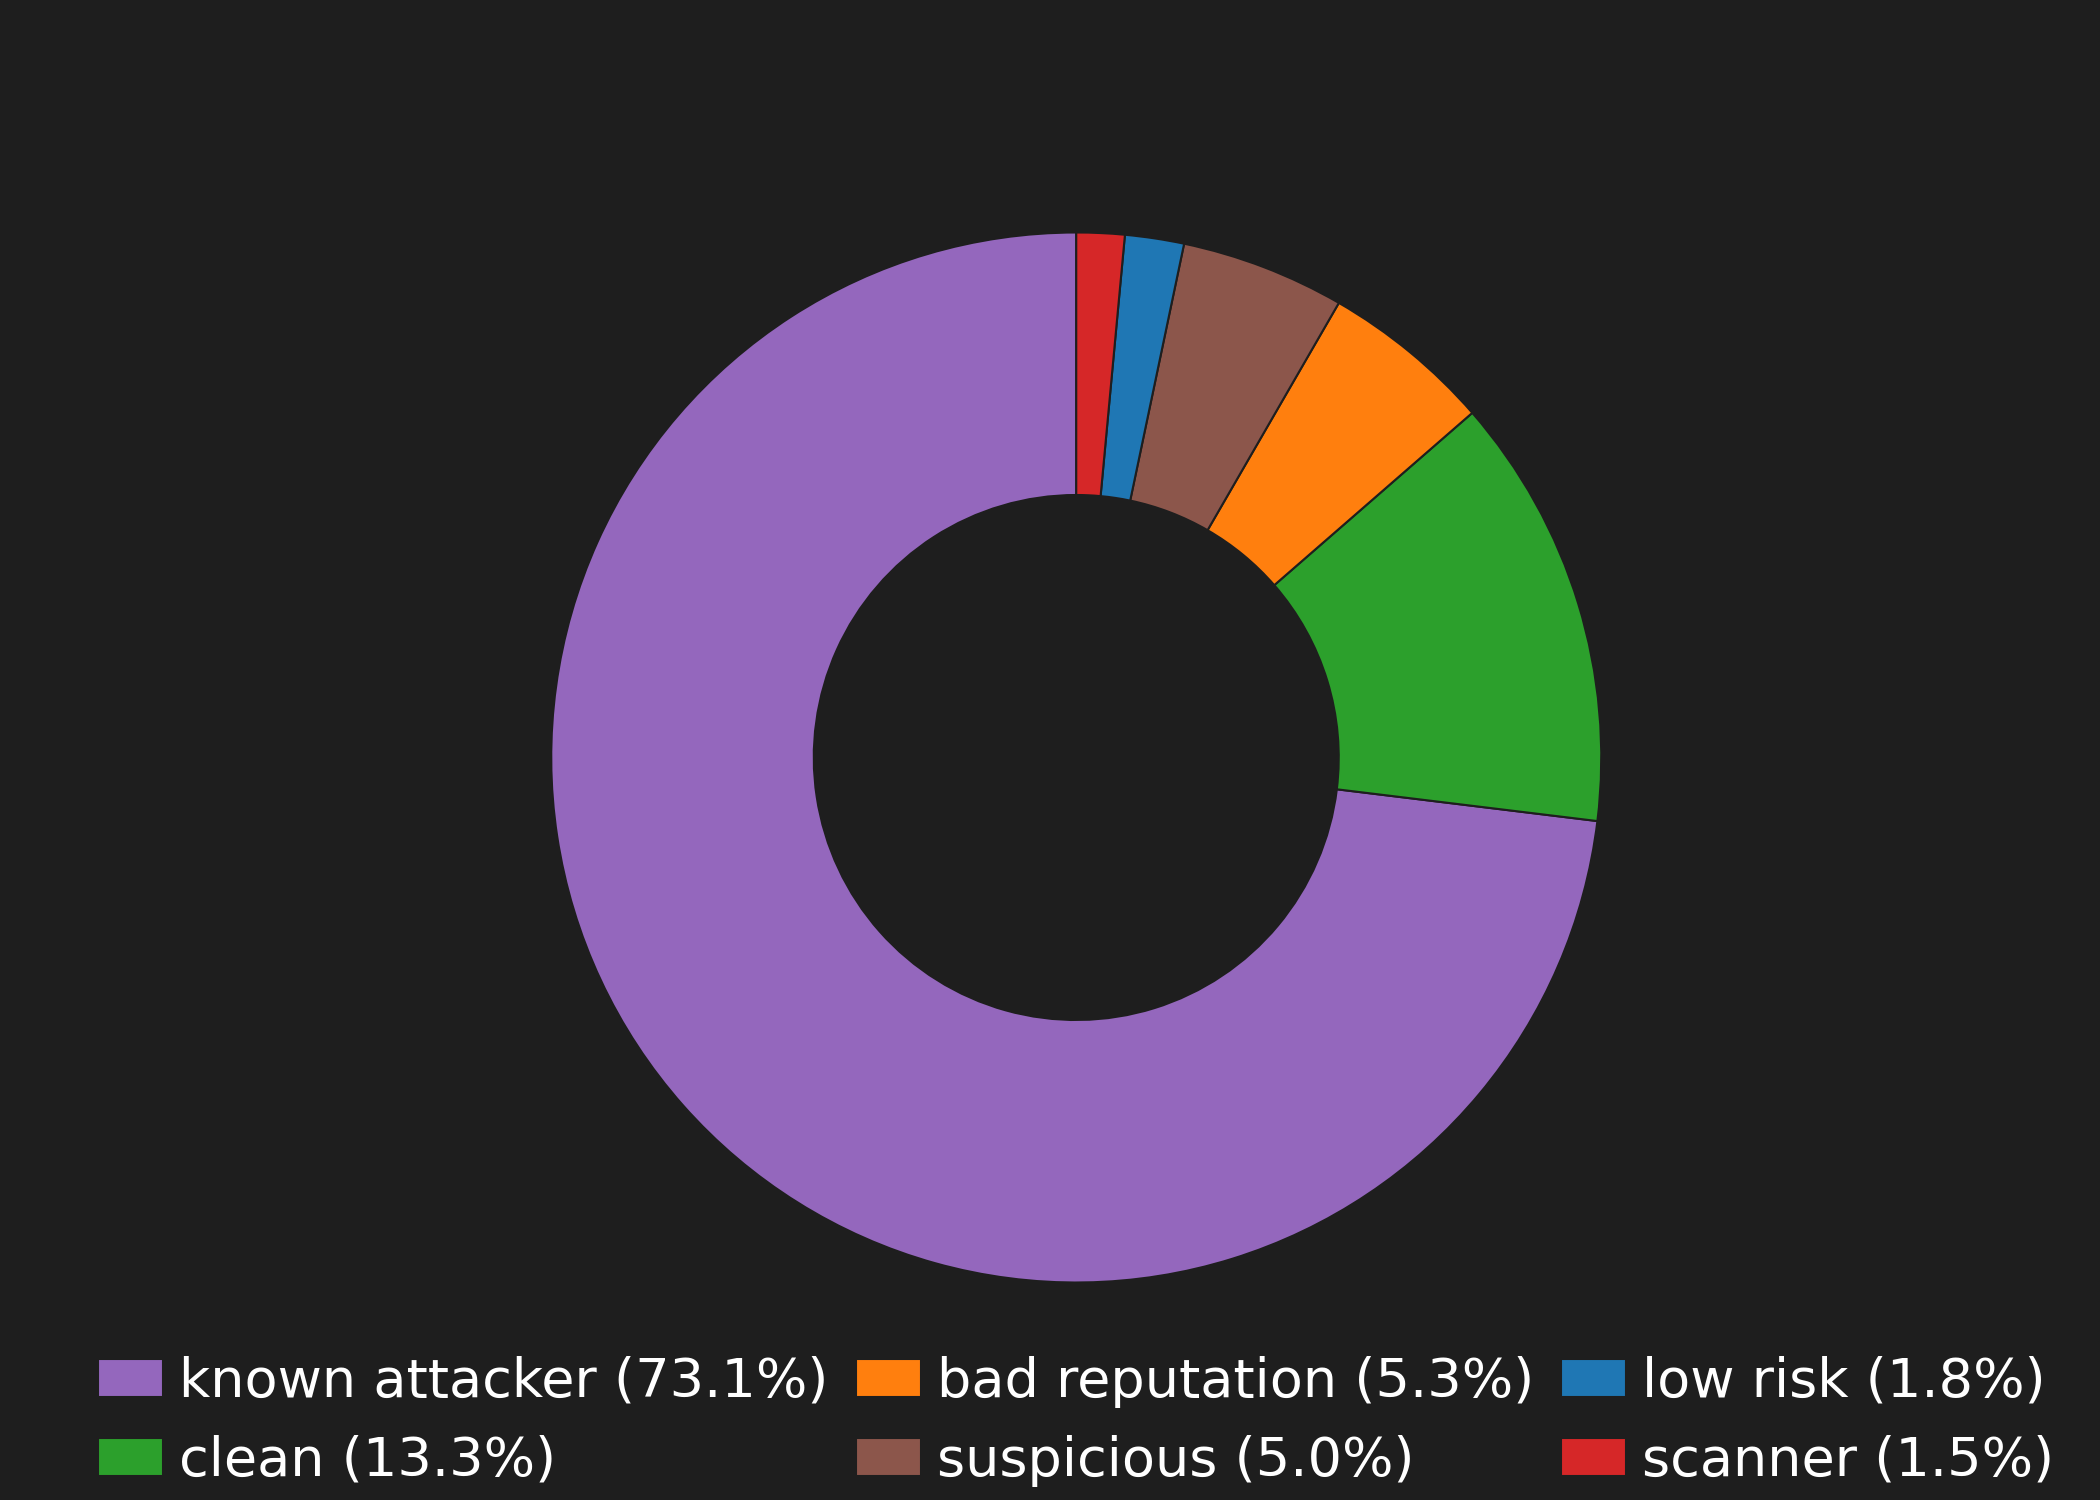 known attacker (73.1%) bad reputation (5.3%) low risk (1.8%)
clean (13.3%) suspicious (5.0%) scanner (1.5%)